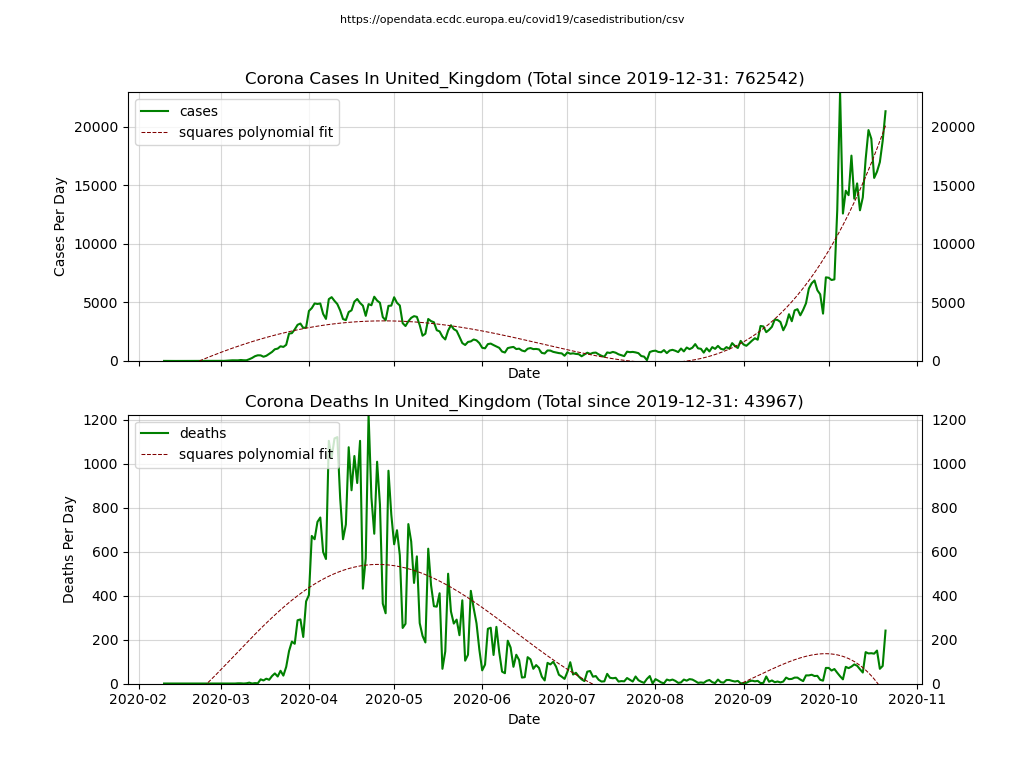 https://opendata.ecdc.europa.eu/covid19/casedistribution/csv
Corona Cases In United_Kingdom (Total since 2019-12-31: 762542)
cases
squares polynomial fit
20000
15000
10000
5000
0
Cases Per Day
20000
15000
10000
5000
0
Date
Corona Deaths In United_Kingdom (Total since 2019-12-31: 43967)
deaths
squares polynomial fit
1200
1000
800
600
400
200
0
Deaths Per Day
1200
1000
800
600
400
200
0
2020-02 2020-03 2020-04 2020-05 2020-06 2020-07 2020-08 2020-09 2020-10 2020-11
Date